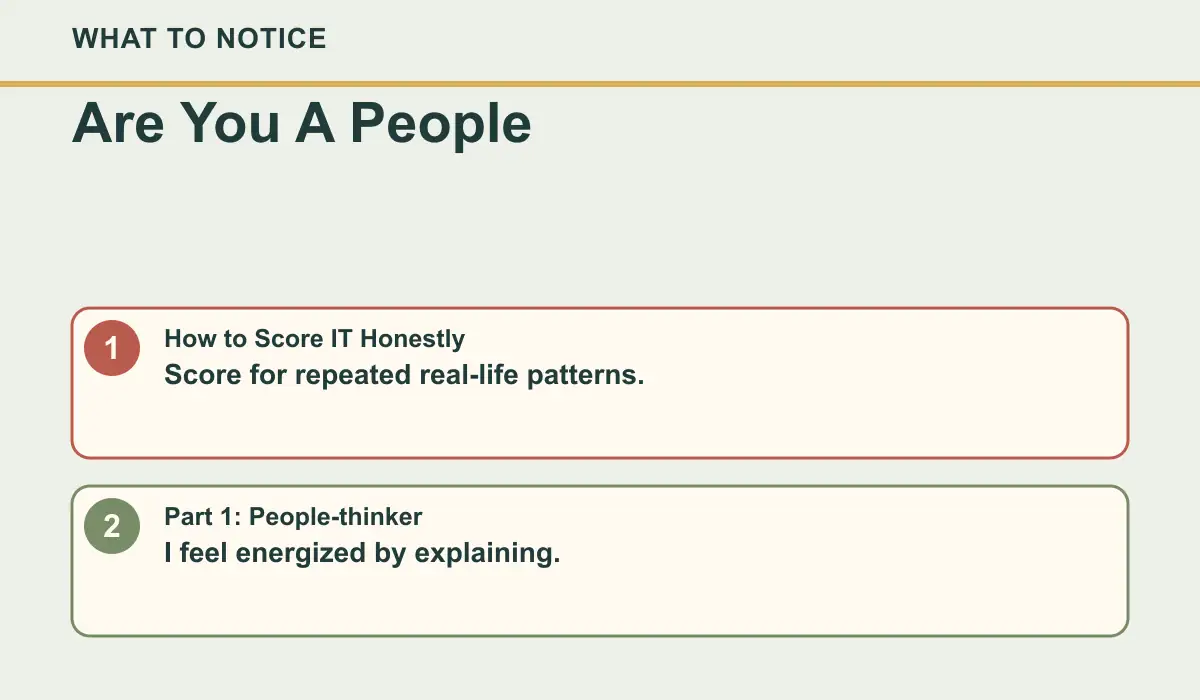 WHAT TO NOTICE
Are You A People
1
How to Score IT Honestly
Score for repeated real-life patterns.
2
Part 1: People-thinker
I feel energized by explaining.